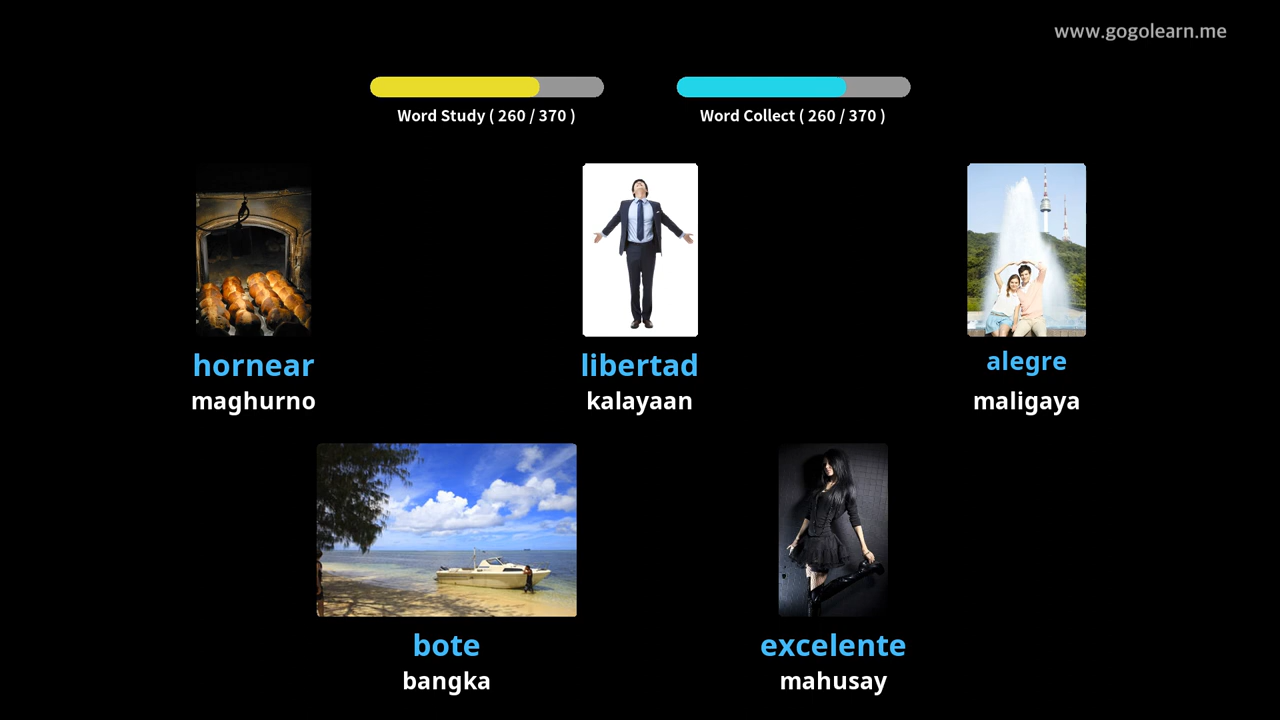 www.gogolearn.me
Word Study ( 260 / 370 )
Word Collect ( 260 / 370 )
hornear
maghurno
libertad
kalayaan
alegre
maligaya
bote
bangka
excelente
mahusay